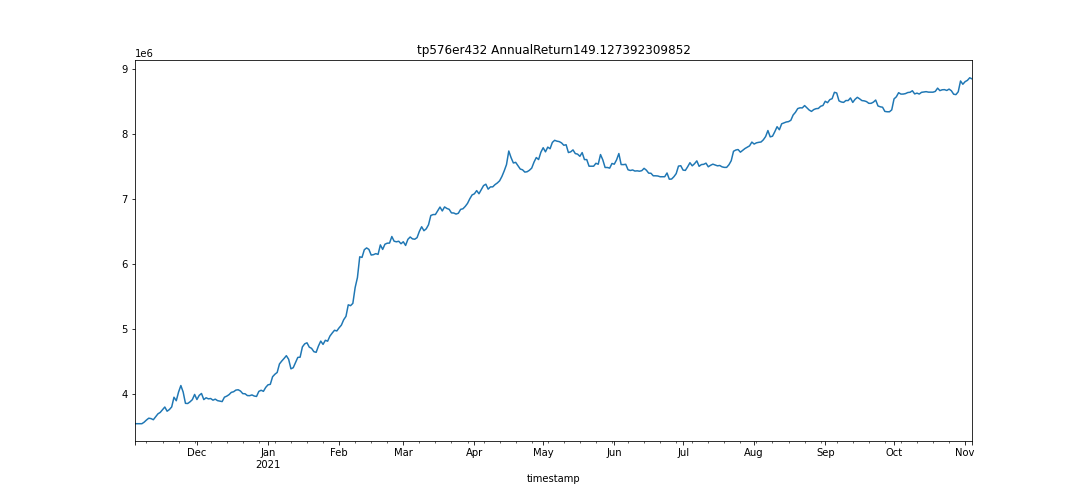 tp576er432 AnnualReturn149.127392309852
1e6
9
8
7
6
5
4
Dec Jan Feb Mar Apr May Jun Jul Aug Sep Oct Nov
2021
timestamp